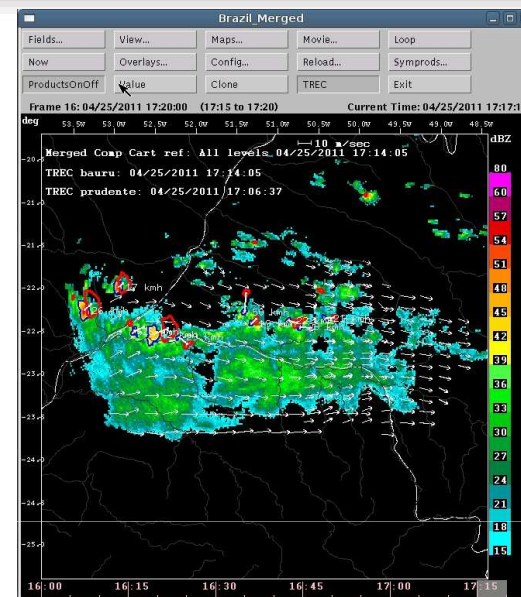 Brazil_Merged
Fields... View... Maps... Movie... Loop
Now Overlays... Config... Reload... Symprods...
ProductsOnOff Value Clone TREC Exit
Frame 16: 04/25/2011 17:20:00 (17:15 to 17:20) Current Time: 04/25/2011 17:17:1
deg 53.5W 53.0W 52.5W 52.0W 51.5W 51.0W 50.5W 50.0W 49.5W 49.0W 48.5W dBZ
10 m/sec
Merged Comp Cart ref: All levels 04/25/2011 17:14:05
TREC bauru: 04/25/2011 17:14:05
TREC prudente: 04/25/2011 17:06:37
-20.5
-21.0
-21.5
-22.0
-22.5
-23.0
-23.5
-24.0
-24.5
-25.0
80
60
57
54
51
48
45
42
39
36
33
30
27
24
21
18
15
16:00 16:15 16:30 16:45 17:00 17:15